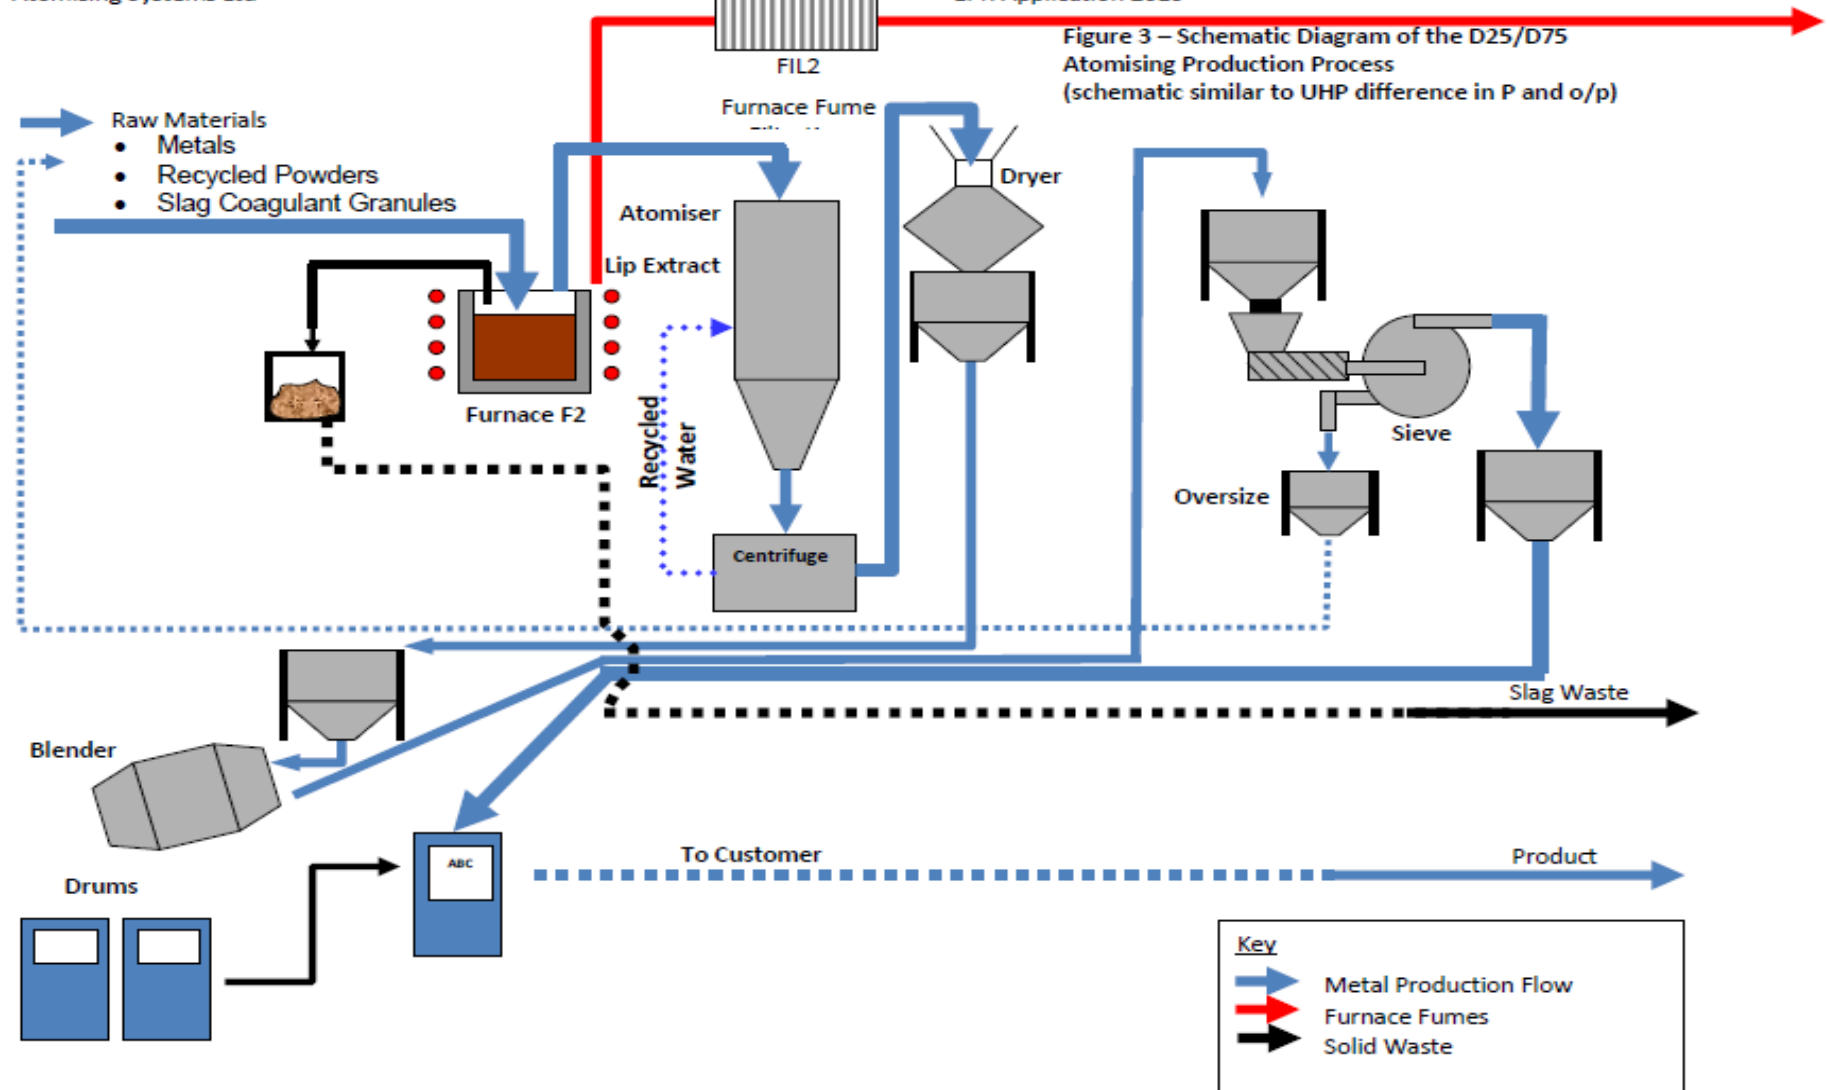 FIL2
Figure 3 – Schematic Diagram of the D25/D75
Atomising Production Process
(schematic similar to UHP difference in P and o/p)
Furnace Fume
Raw Materials
• Metals
• Recycled Powders
• Slag Coagulant Granules
Dryer
Atomiser
Lip Extract
Furnace F2
Recycled
Water
Sieve
Oversize
Centrifuge
Slag Waste
Blender
ABC
To Customer
Product
Drums
Key
Metal Production Flow
Furnace Fumes
Solid Waste